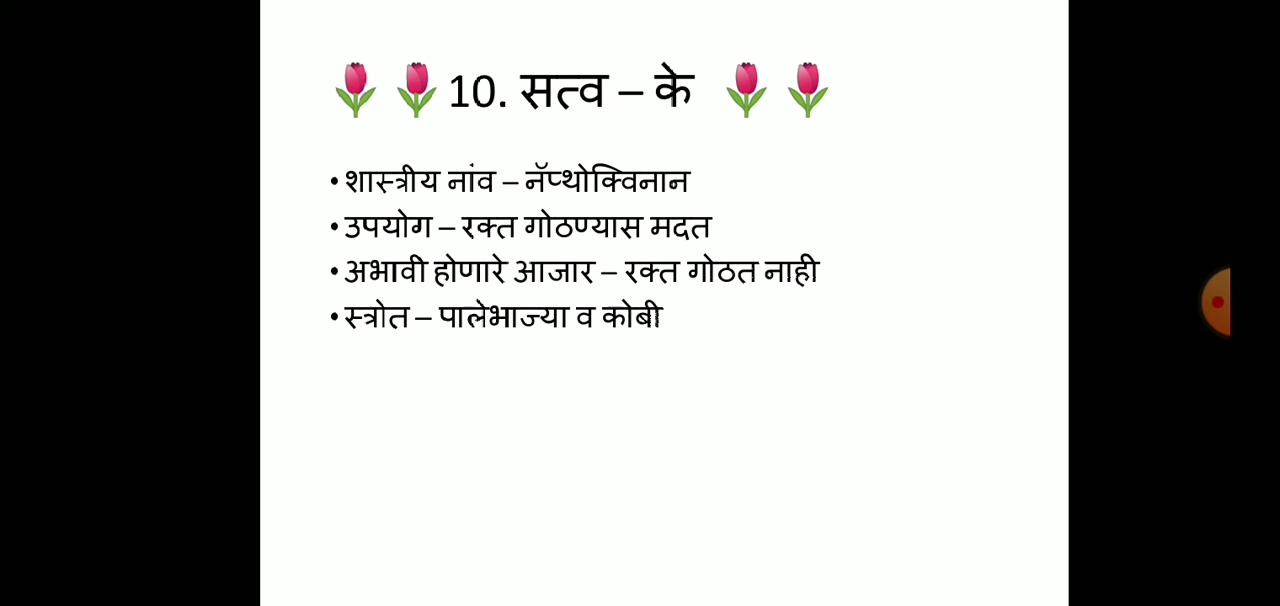 🌷🌷10. सत्व – के 🌷🌷
• शास्त्रीय नांव – नॅप्थोक्विनान
• उपयोग – रक्त गोठण्यास मदत
• अभावी होणारे आजार – रक्त गोठत नाही
• स्त्रोत – पालेभाज्या व कोबी